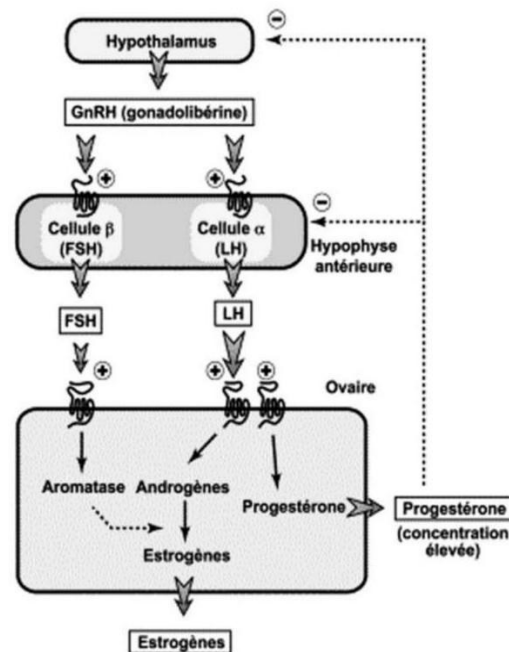 −
Hypothalamus
GnRH (gonadolibérine)
+ +
−
Cellule β Cellule α
(FSH) (LH)
Hypophyse
antérieure
FSH LH
+ + +
Ovaire
Aromatase Androgènes
Progestérone Progestérone
(concentration
élevée)
Estrogènes
Estrogènes